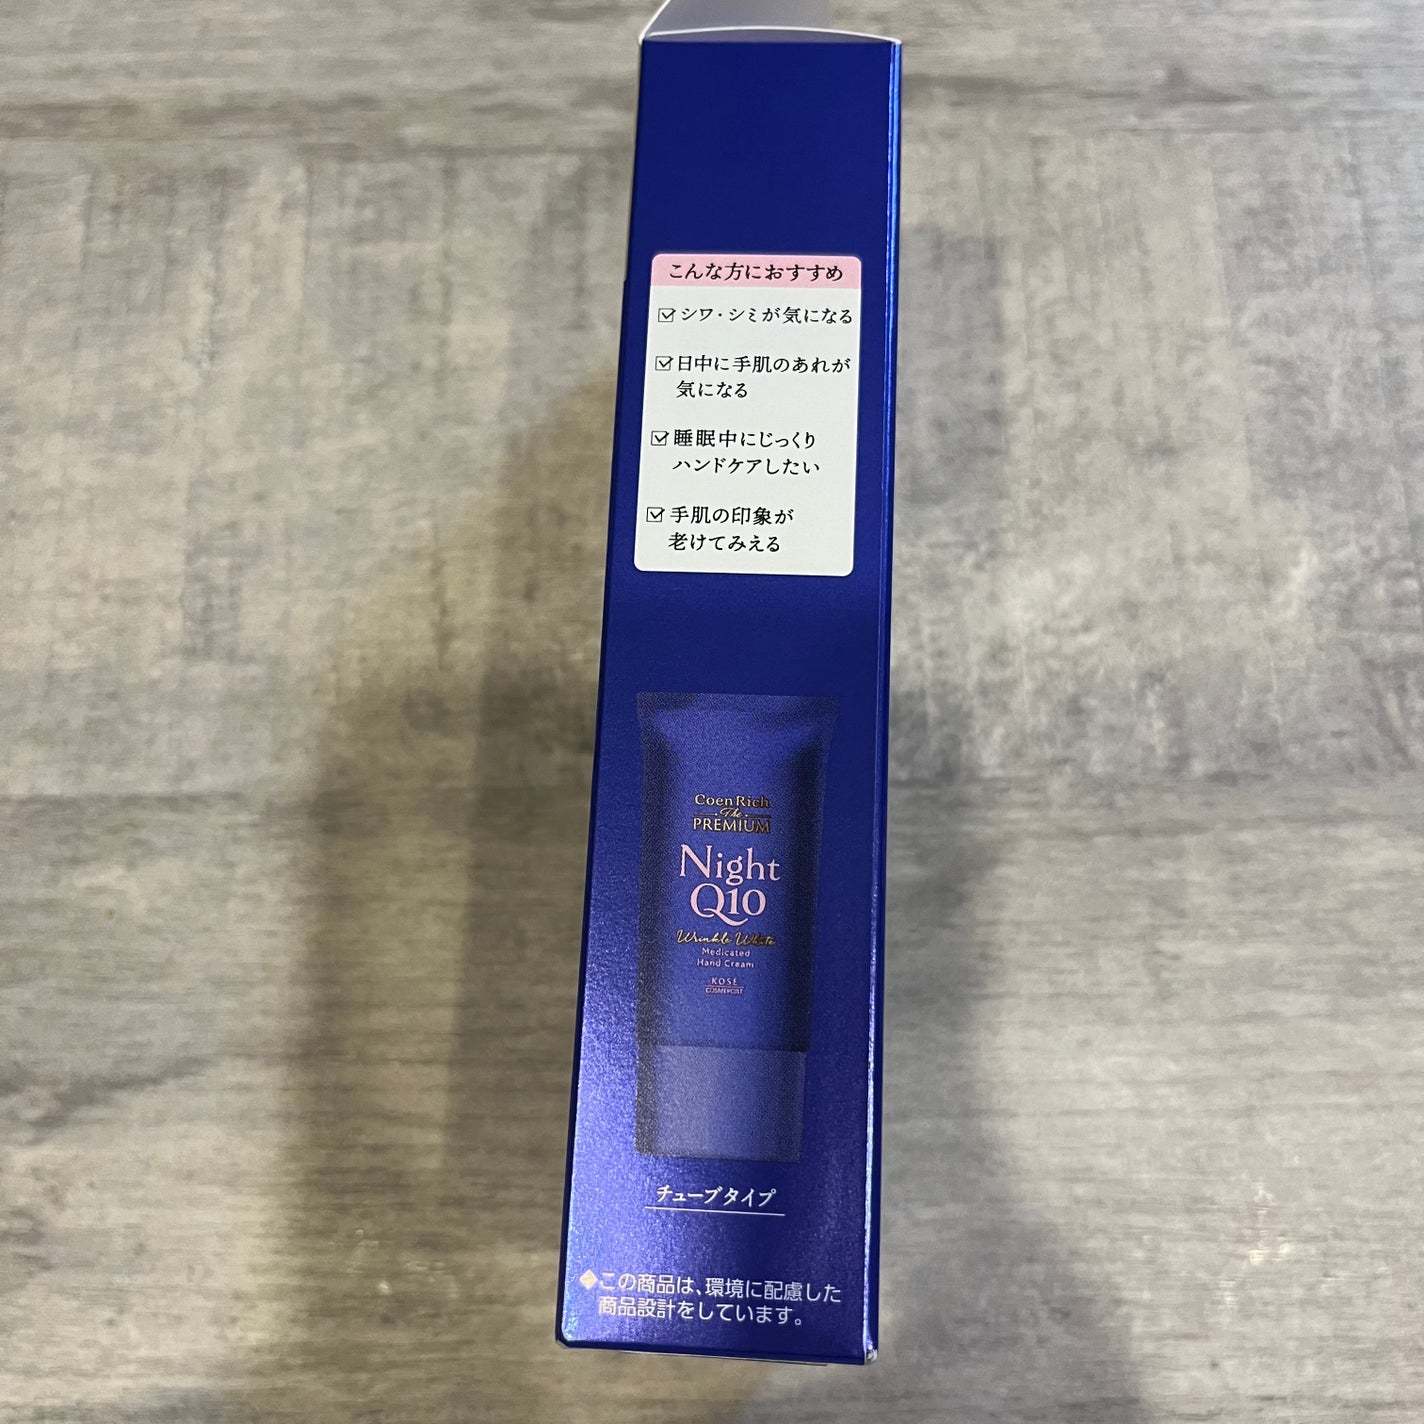 こんな方におすすめ
☑シワ・シミが気になる
☑日中に手肌のあれが
気になる
☑睡眠中にじっくり
ハンドケアしたい
☑手肌の印象が
老けてみえる
CoenRich
The
PREMIUM
Night
Q10
Wrinkle White
Medicated
Hand Cream
KOSÉ
COSMEPORT
チューブタイプ
◆この商品は、環境に配慮した
商品設計をしています。